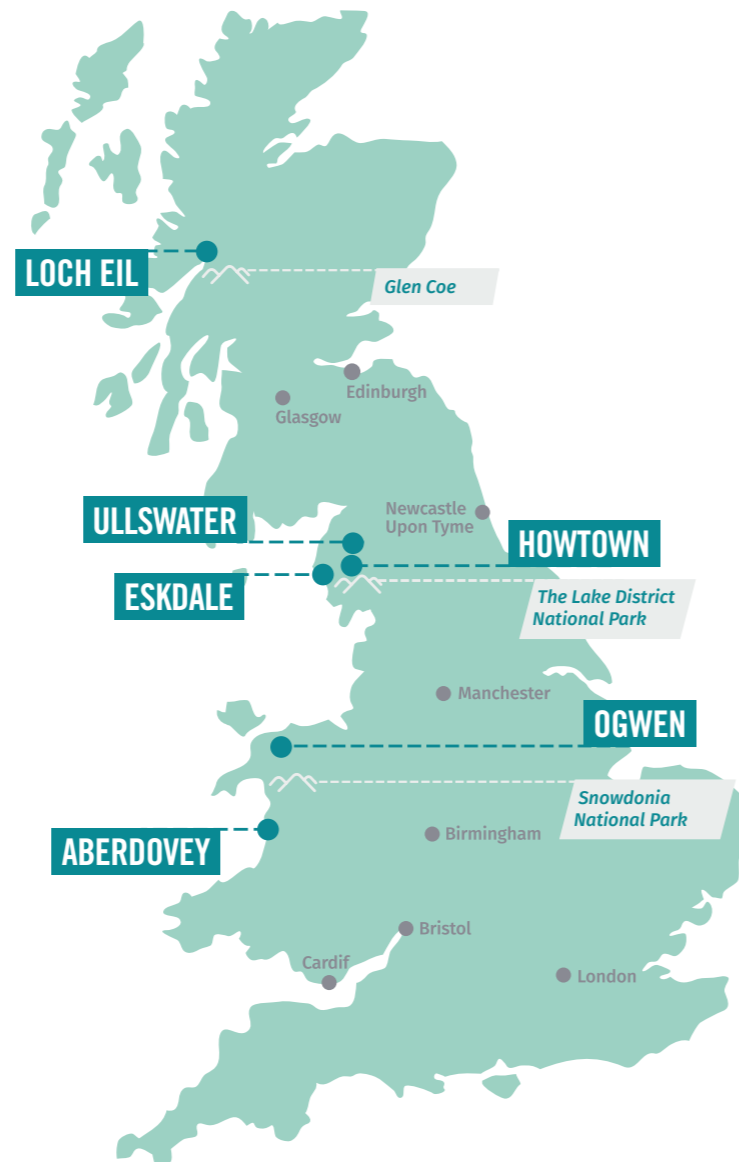 LOCH EIL
Glen Coe
Edinburgh
Glasgow
ULLSWATER
Newcastle
Upon Tyme
HOWTOWN
ESKDALE
The Lake District
National Park
Manchester
OGWEN
Snowdonia
National Park
Birmingham
ABERDOVEY
Bristol
Cardif
London